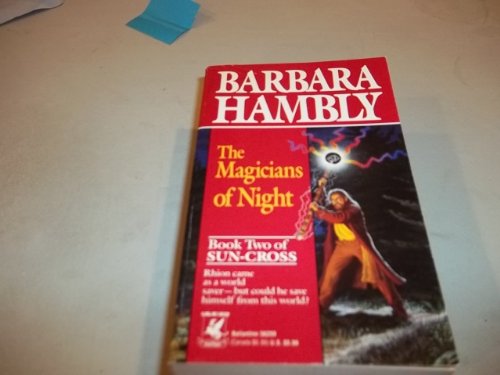 BARBARA
HAMBLY
The
Magicians
of Night
Book Two of
SUN-CROSS
Rhion came
as a world
saver—but could he save
himself from this world?
Ballantine